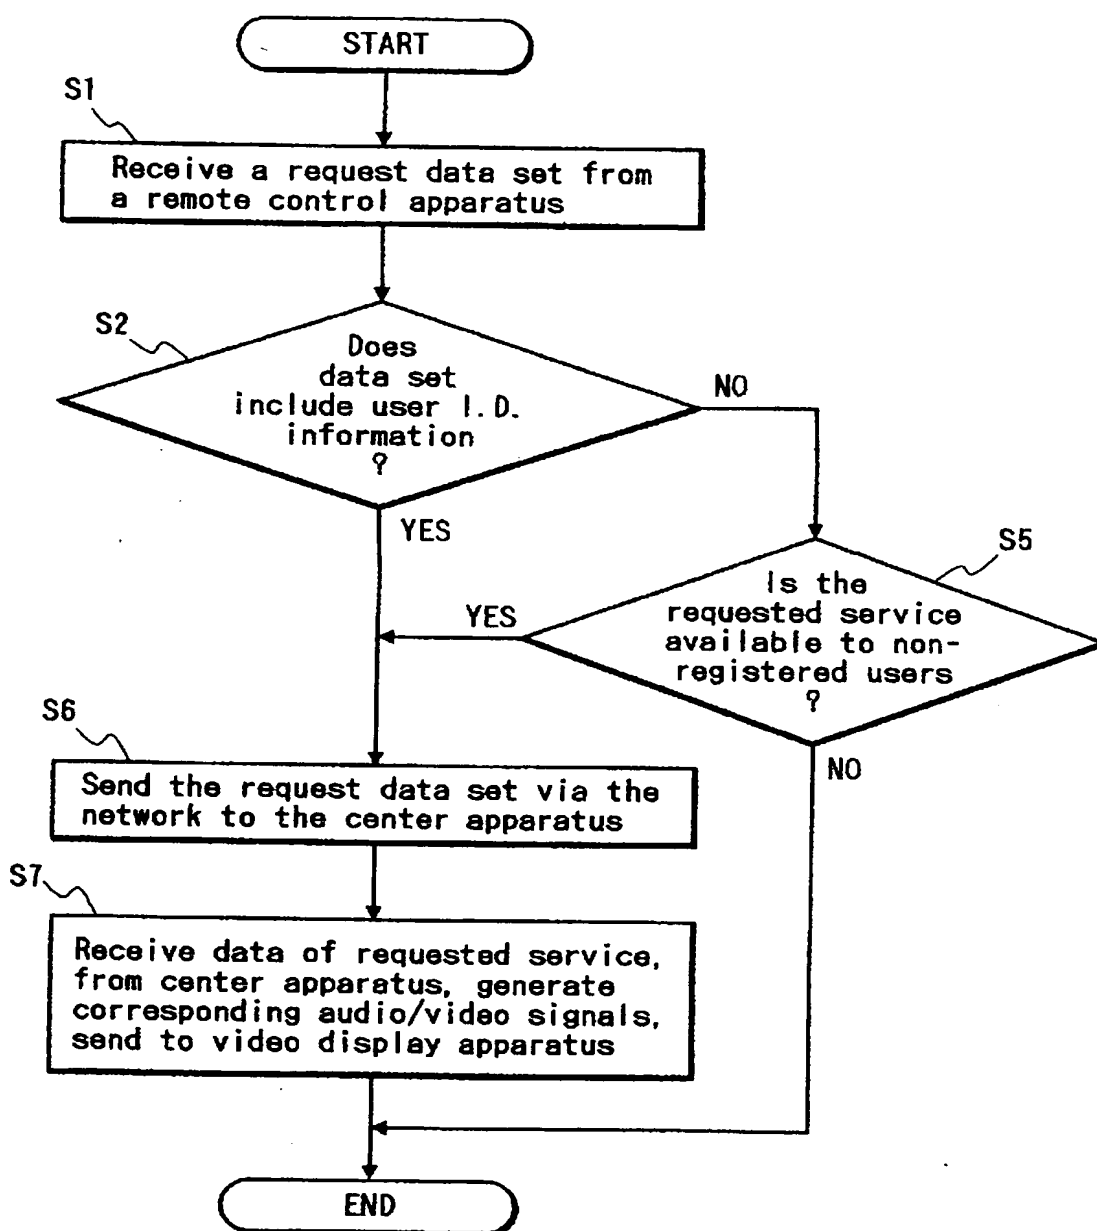 START
S1
Receive a request data set from
a remote control apparatus
S2
Does
data set
include user I.D.
information
?
NO
YES
S5
Is the
requested service
available to non-
registered users
?
YES
NO
S6
Send the request data set via the
network to the center apparatus
S7
Receive data of requested service,
from center apparatus, generate
corresponding audio/video signals,
send to video display apparatus
END